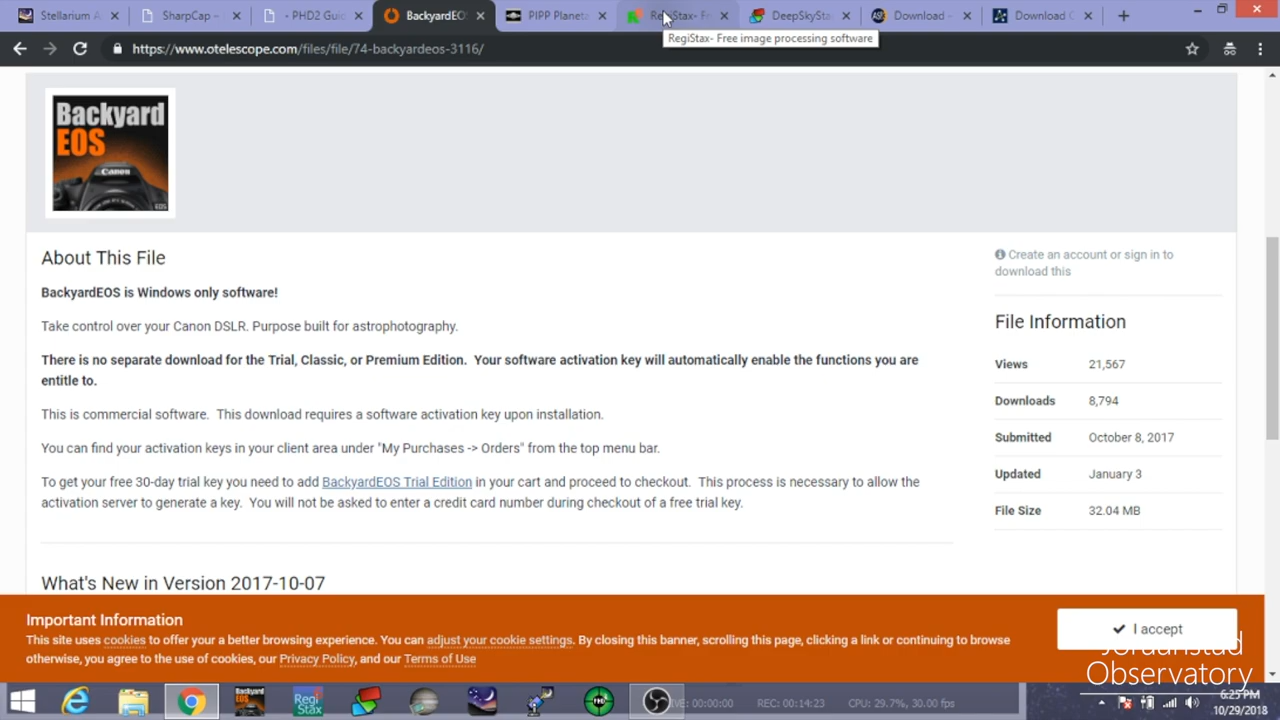 Stellarium A
SharpCap –
- PHD2 Guid
BackyardEO
PIPP Planeta
RegiStax- Fr
DeepSkySta
Download –
Download C
RegiStax- Free image processing software
https://www.otelescope.com/files/file/74-backyardeos-3116/
Backyard
EOS
Canon
EOS
About This File
BackyardEOS is Windows only software!
Take control over your Canon DSLR. Purpose built for astrophotography.
There is no separate download for the Trial, Classic, or Premium Edition. Your software activation key will automatically enable the functions you are
entitle to.
This is commercial software. This download requires a software activation key upon installation.
You can find your activation keys in your client area under "My Purchases -> Orders" from the top menu bar.
To get your free 30-day trial key you need to add BackyardEOS Trial Edition in your cart and proceed to checkout. This process is necessary to allow the
activation server to generate a key. You will not be asked to enter a credit card number during checkout of a free trial key.
What's New in Version 2017-10-07
Create an account or sign in to
download this
File Information
Views 21,567
Downloads 8,794
Submitted October 8, 2017
Updated January 3
File Size 32.04 MB
Important Information
This site uses cookies to offer your a better browsing experience. You can adjust your cookie settings. By closing this banner, scrolling this page, clicking a link or continuing to browse
otherwise, you agree to the use of cookies, our Privacy Policy, and our Terms of Use
✔ I accept
Observatory
Backyard
EOS
Regi
Stax
LIVE: 00:00:00
REC: 00:14:23
CPU: 29.7%, 30.00 fps
6:25 PM
10/29/2018